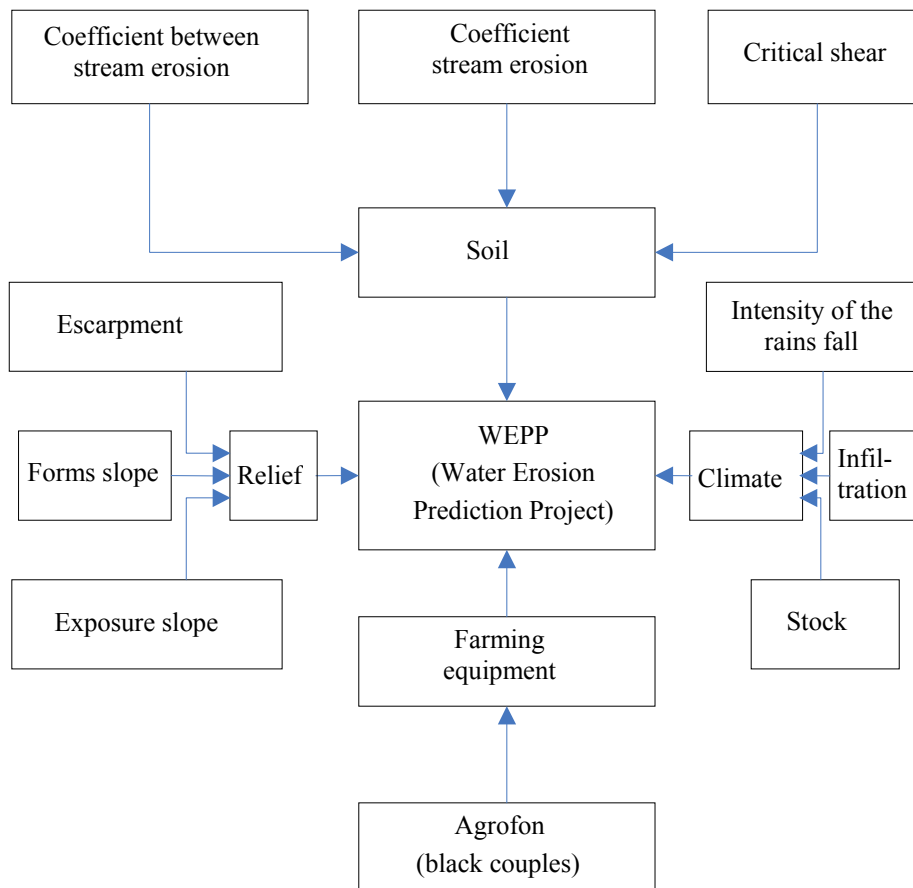 Coefficient between
stream erosion
Coefficient
stream erosion
Critical shear
Soil
Escarpment
Intensity of the
rains fall
Forms slope
Relief
WEPP
(Water Erosion
Prediction Project)
Climate
Infil-
tration
Exposure slope
Farming
equipment
Stock
Agrofon
(black couples)